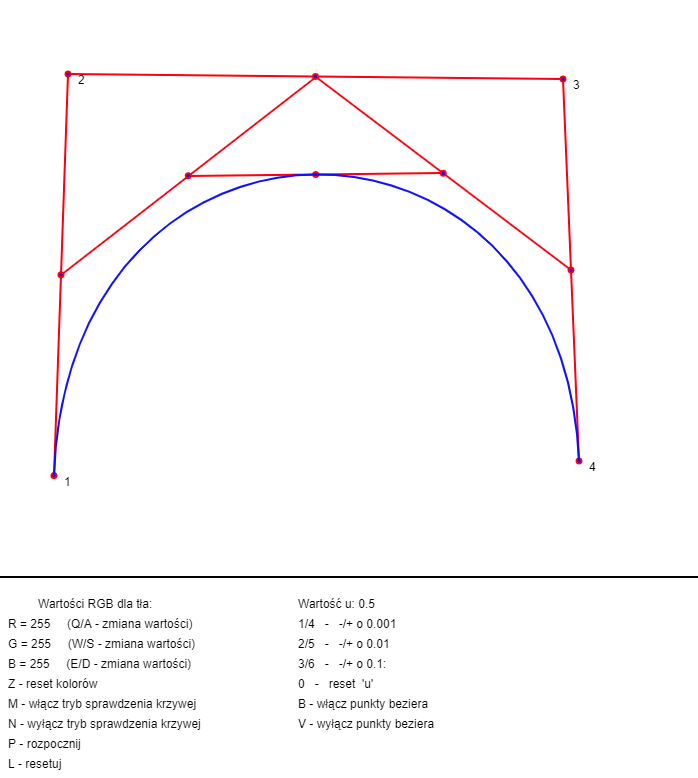 2
3
1
4
Wartości RGB dla tła:
R = 255 (Q/A - zmiana wartości)
G = 255 (W/S - zmiana wartości)
B = 255 (E/D - zmiana wartości)
Z - reset kolorów
M - włącz tryb sprawdzenia krzywej
N - wyłącz tryb sprawdzenia krzywej
P - rozpocznij
L - resetuj
Wartość u: 0.5
1/4 - -/+ o 0.001
2/5 - -/+ o 0.01
3/6 - -/+ o 0.1:
0 - reset 'u'
B - włącz punkty beziera
V - wyłącz punkty beziera